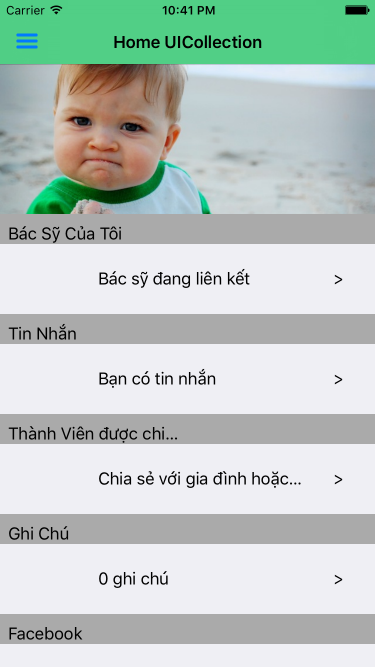 Carrier 10:41 PM
Home UICollection
Bác Sỹ Của Tôi
Bác sỹ đang liên kết >
Tin Nhắn
Bạn có tin nhắn >
Thành Viên được chi...
Chia sẻ với gia đình hoặc... >
Ghi Chú
0 ghi chú >
Facebook